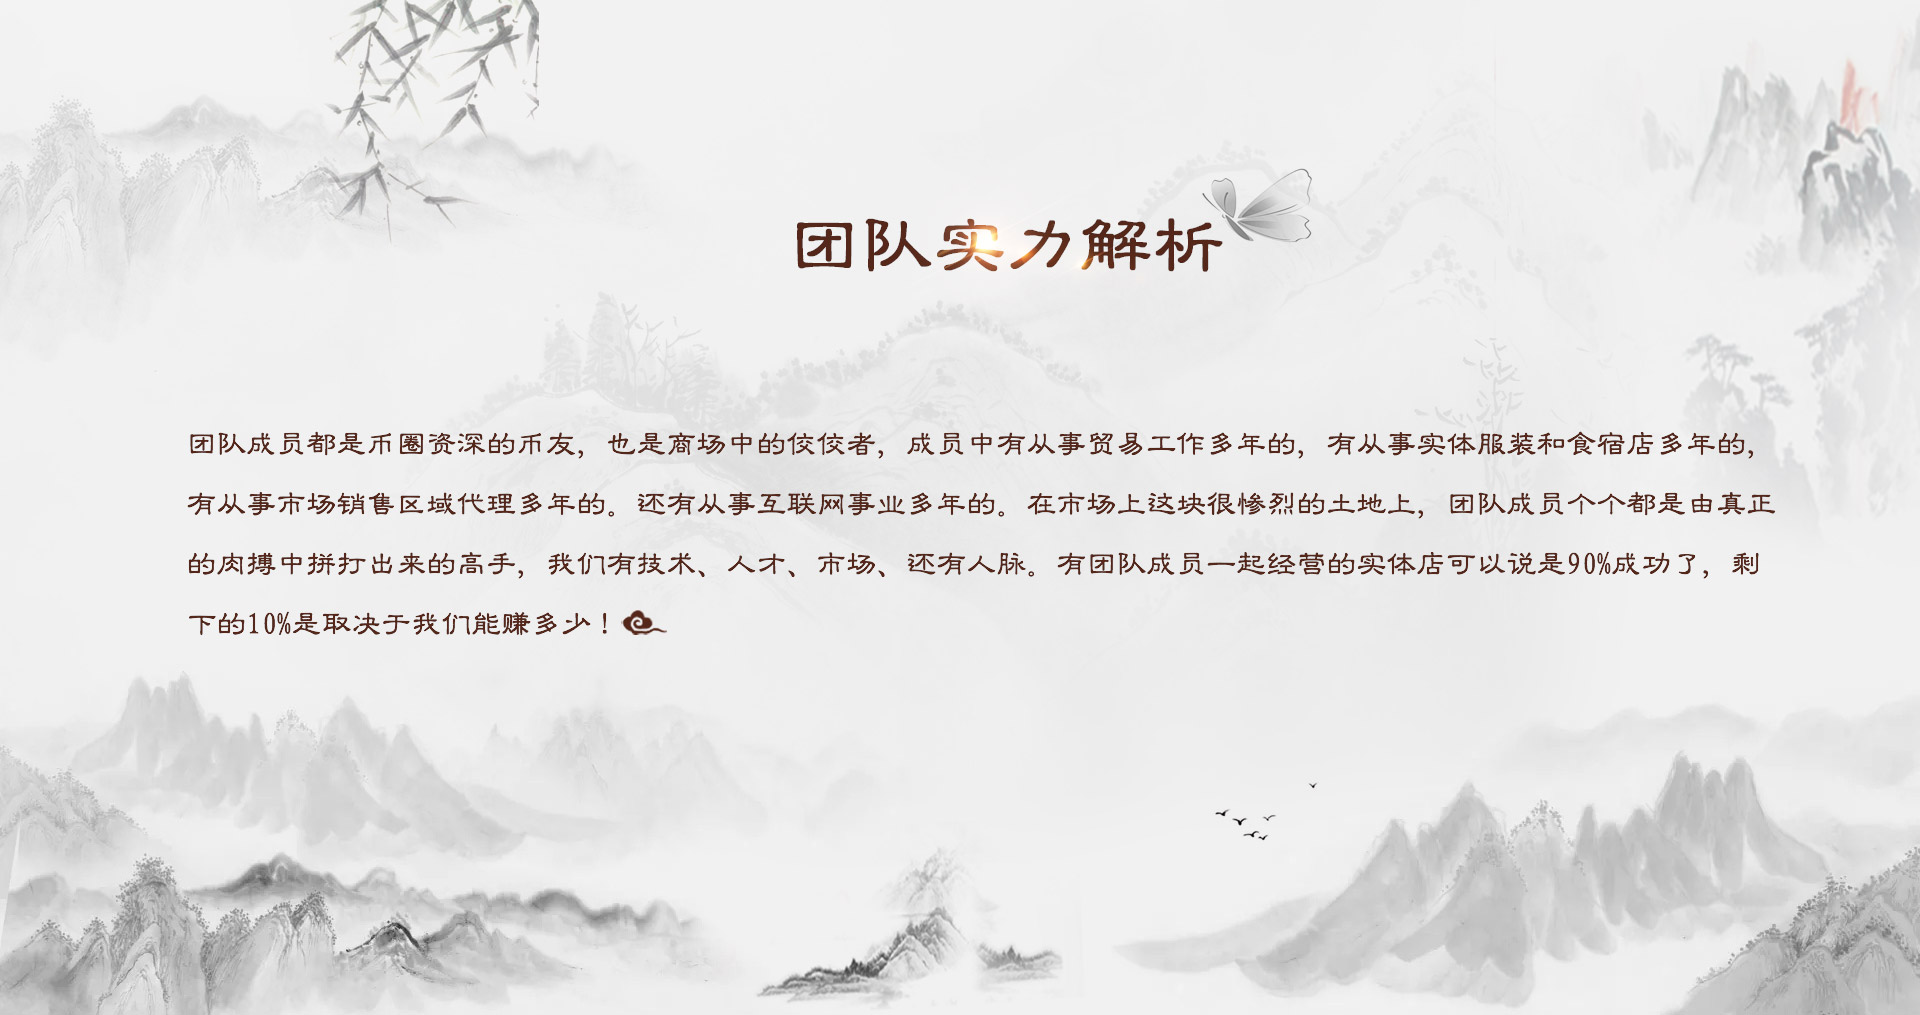 团队实力解析
团队成员都是币圈资深的币友，也是商场中的佼佼者，成员中有从事贸易工作多年的，有从事实体服装和食宿店多年的，
有从事市场销售区域代理多年的。还有从事互联网事业多年的。在市场上这块很惨烈的土地上，团队成员个个都是由真正
的肉搏中拼打出来的高手，我们有技术、人才、市场、还有人脉。有团队成员一起经营的实体店可以说是90%成功了，剩
下的10%是取决于我们能赚多少！